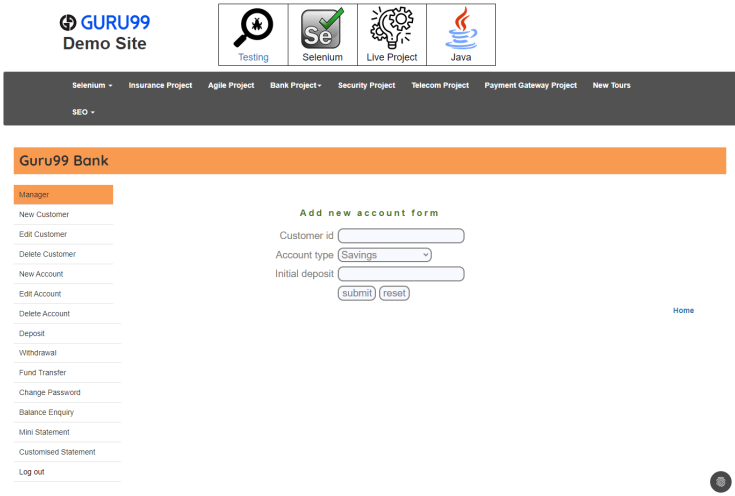 GURU99
Demo Site
Testing
Selenium
Live Project
Java
Se
Selenium
Insurance Project
Agile Project
Bank Project
Security Project
Telecom Project
Payment Gateway Project
New Tours
SEO
Guru99 Bank
Manager
New Customer
Edit Customer
Delete Customer
New Account
Edit Account
Delete Account
Deposit
Withdrawal
Fund Transfer
Change Password
Balance Enquiry
Mini Statement
Customised Statement
Log out
Add new account form
Customer id
Account type Savings
Initial deposit
submit reset
Home